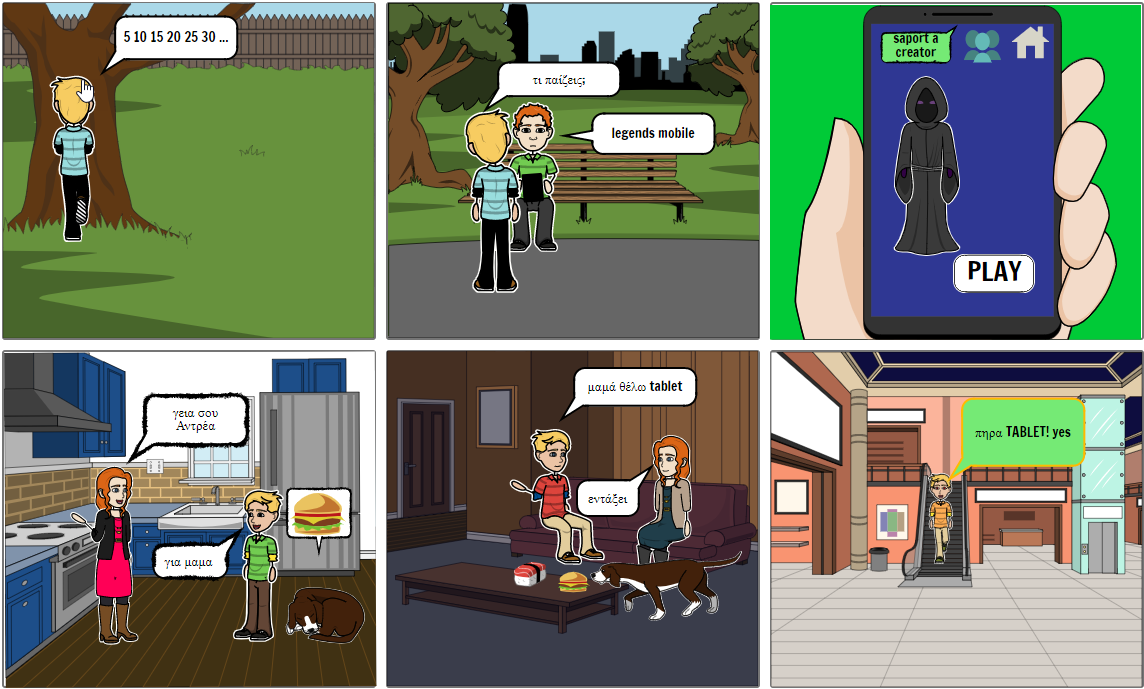 5 10 15 20 25 30 ...
τι παίζεις;
legends mobile
saport a
creator
PLAY
γεια σου
Αντρέα
για μαμα
μαμά θέλω tablet
εντάξει
πηρα TABLET! yes